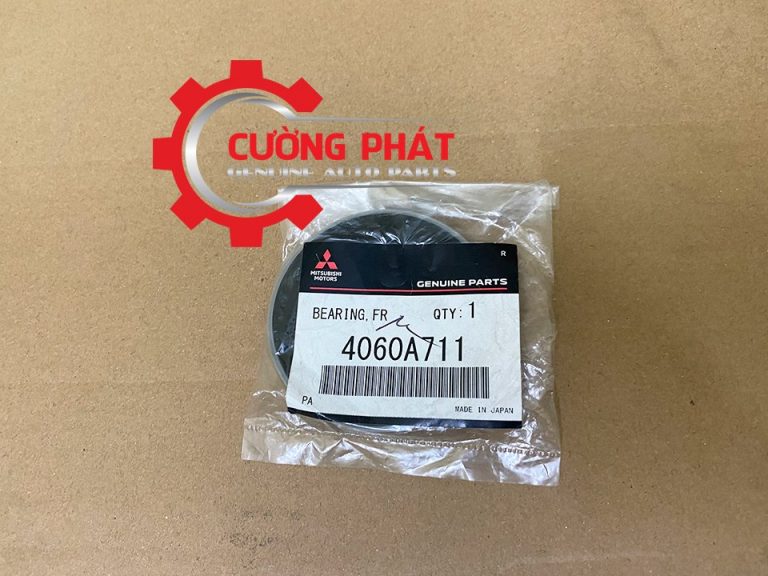 CƯỜNG PHÁT
GENUINE AUTO PARTS
R
MITSUBISHI
MOTORS
GENUINE PARTS
BEARING, FR QTY: 1
4060A711
PA
MADE IN JAPAN